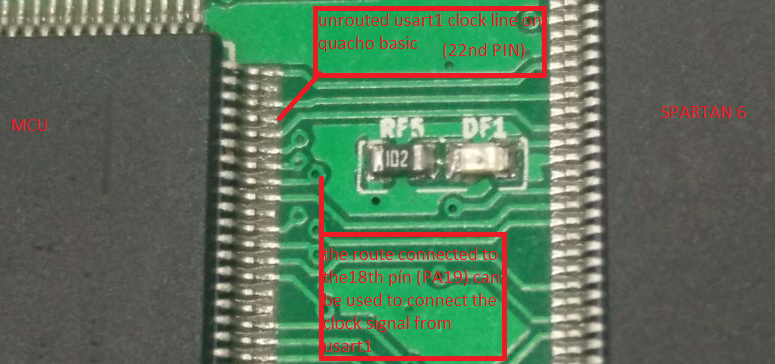 unrouted usart1 clock line on
quacho basic (22nd PIN)
MCU
SPARTAN 6
RF5 DF1
102
the route connected to
the18th pin (PA19) can
be used to connect the
clock signal from
usart1